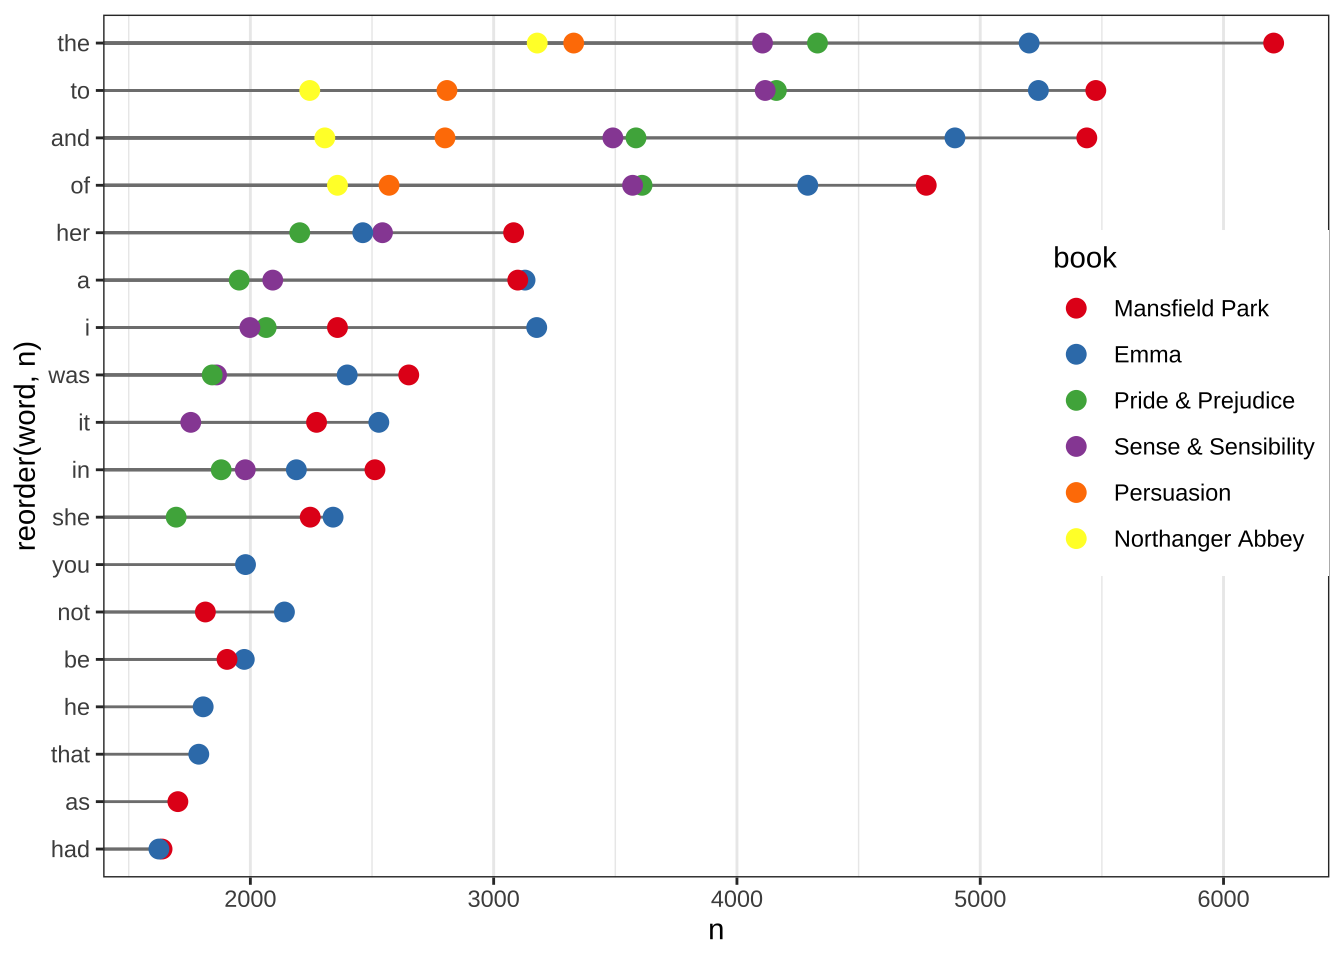 the
to
and
of
her
a
i
was
it
in
she
you
not
be
he
that
as
had
reorder(word, n)
2000 3000 4000 5000 6000
n
book
Mansfield Park
Emma
Pride & Prejudice
Sense & Sensibility
Persuasion
Northanger Abbey